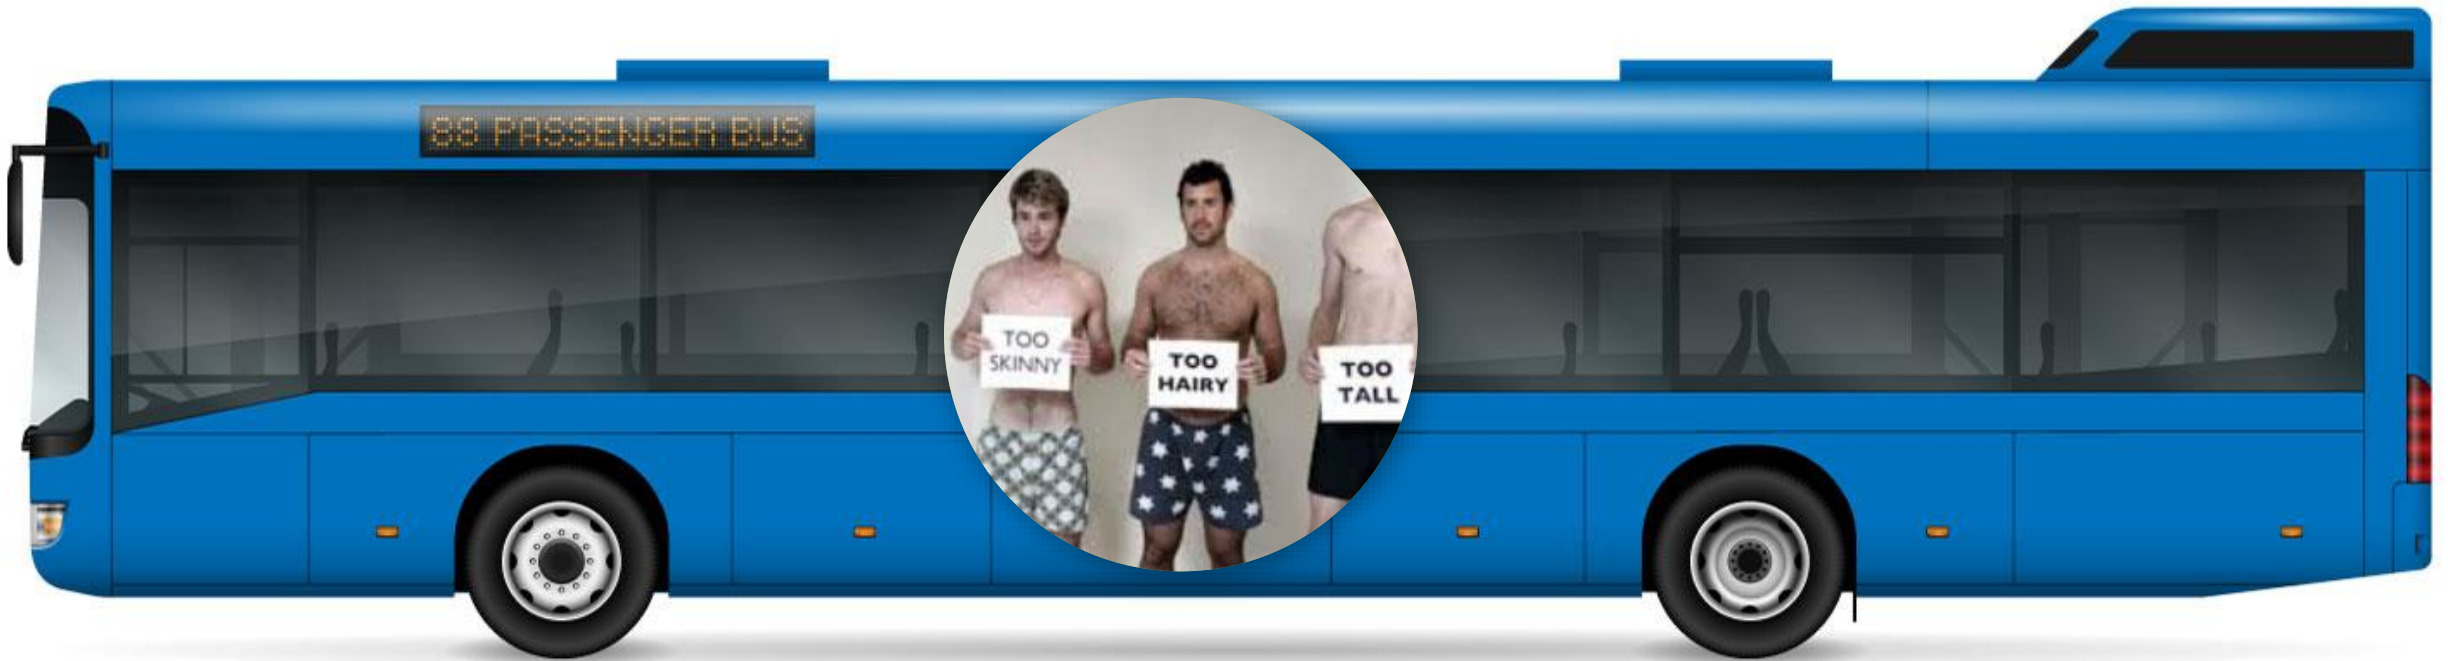 88 PASSENGER BUS
TOO
SKINNY
TOO
HAIRY
TOO
TALL